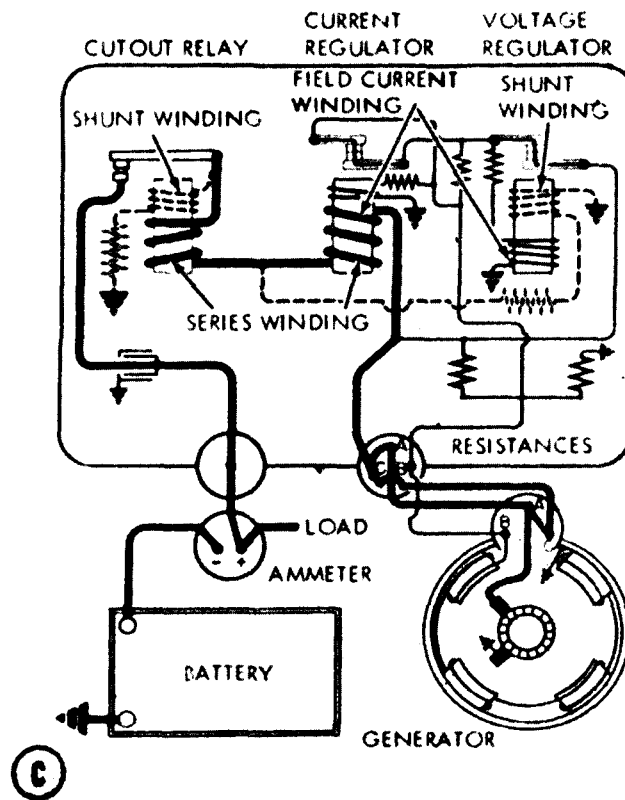 CUTOUT RELAY
CURRENT
REGULATOR
VOLTAGE
REGULATOR
FIELD CURRENT
WINDING
SHUNT
WINDING
SHUNT WINDING
SERIES WINDING
RESISTANCES
A
C
B
LOAD
- +
AMMETER
B
A
BATTERY
GENERATOR
C